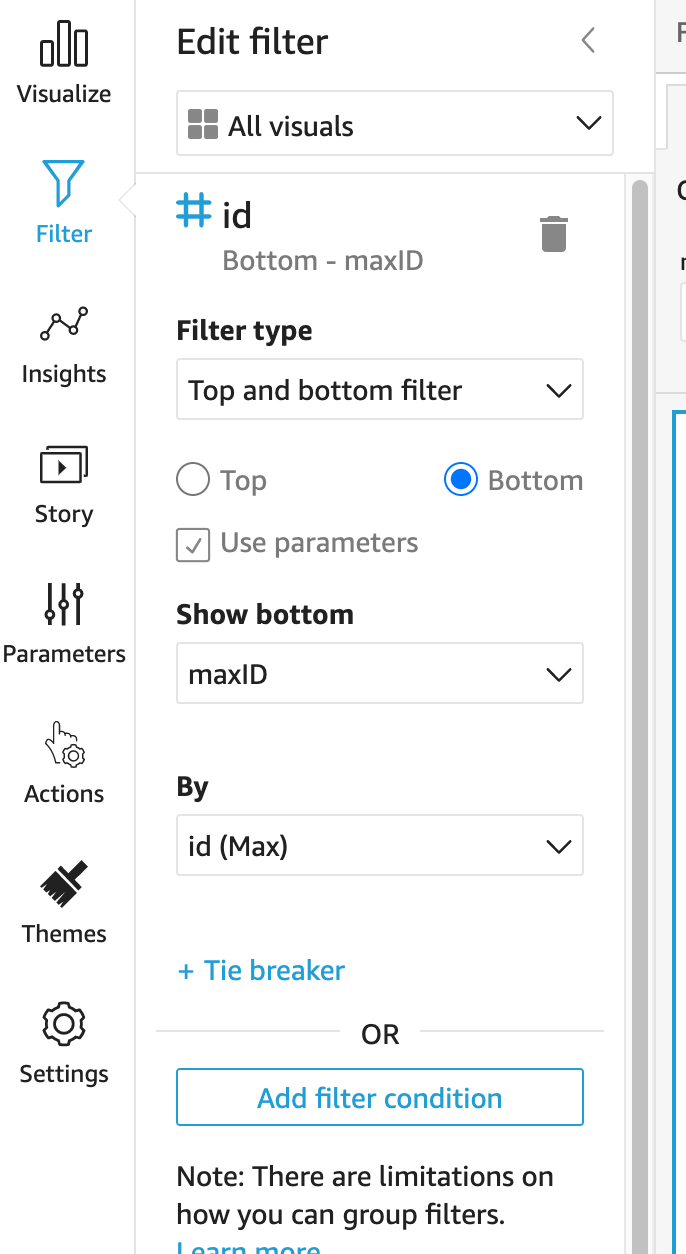 Visualize
Filter
Insights
Story
Parameters
Actions
Themes
Settings
Edit filter
All visuals
id
Bottom - maxID
Filter type
Top and bottom filter
Top
Bottom
Use parameters
Show bottom
maxID
By
id (Max)
+ Tie breaker
OR
Add filter condition
Note: There are limitations on
how you can group filters.
Learn more